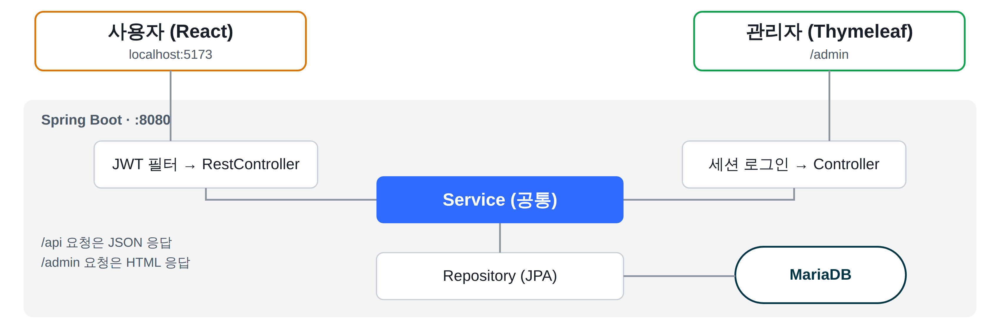 사용자 (React)
localhost:5173
관리자 (Thymeleaf)
/admin
Spring Boot · :8080
JWT 필터 → RestController
세션 로그인 → Controller
Service (공통)
/api 요청은 JSON 응답
/admin 요청은 HTML 응답
Repository (JPA)
MariaDB